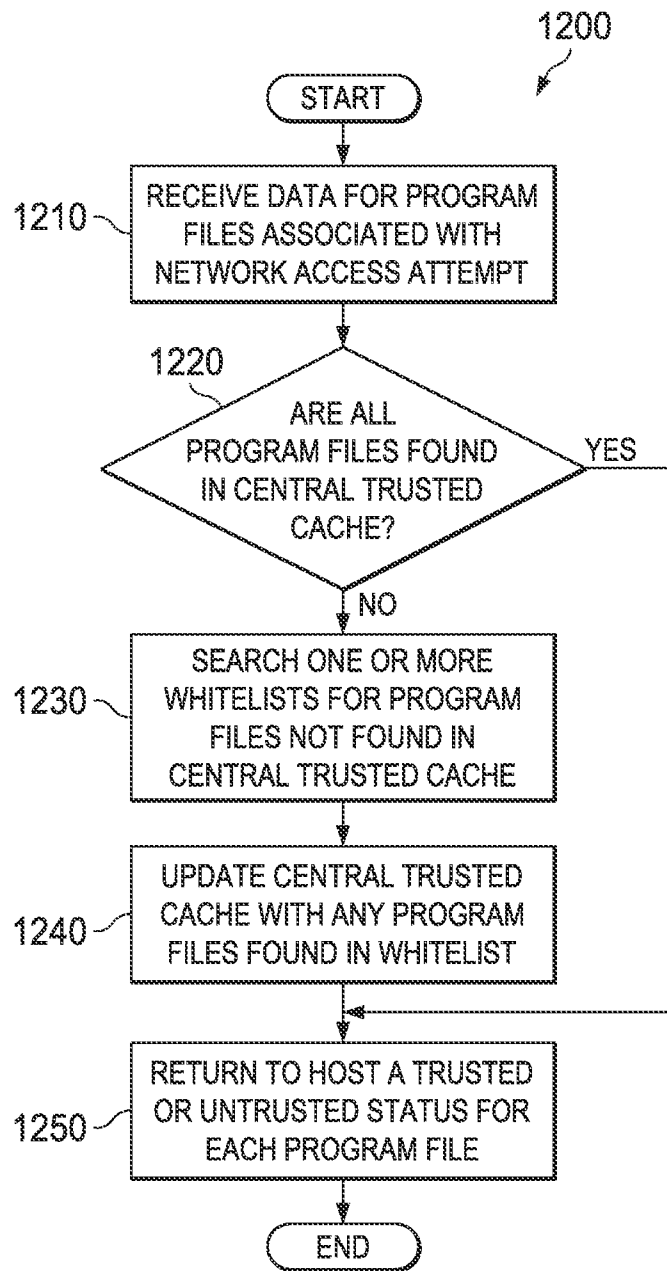 1200
START
1210
RECEIVE DATA FOR PROGRAM
FILES ASSOCIATED WITH
NETWORK ACCESS ATTEMPT
1220
ARE ALL
PROGRAM FILES FOUND
IN CENTRAL TRUSTED
CACHE?
YES
NO
1230
SEARCH ONE OR MORE
WHITELISTS FOR PROGRAM
FILES NOT FOUND IN
CENTRAL TRUSTED CACHE
1240
UPDATE CENTRAL TRUSTED
CACHE WITH ANY PROGRAM
FILES FOUND IN WHITELIST
1250
RETURN TO HOST A TRUSTED
OR UNTRUSTED STATUS FOR
EACH PROGRAM FILE
END